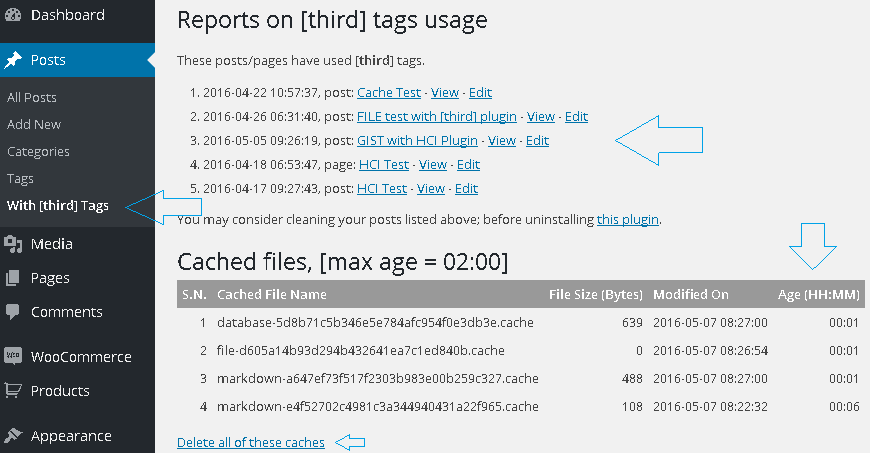 Dashboard
Posts
All Posts
Add New
Categories
Tags
With [third] Tags
Media
Pages
Comments
Woo
WooCommerce
Products
Appearance
Reports on [third] tags usage
These posts/pages have used [third] tags.
1. 2016-04-22 10:57:37, post: Cache Test - View - Edit
2. 2016-04-26 06:31:40, post: FILE test with [third] plugin - View - Edit
3. 2016-05-05 09:26:19, post: GIST with HCI Plugin - View - Edit
4. 2016-04-18 06:53:47, page: HCI Test - View - Edit
5. 2016-04-17 09:27:43, post: HCI Test - View - Edit
You may consider cleaning your posts listed above; before uninstalling this plugin.
Cached files, [max age = 02:00]
S.N. Cached File Name File Size (Bytes) Modified On Age (HH:MM)
1 database-5d8b71c5b346e5e784afc954f0e3db3e.cache 639 2016-05-07 08:27:00 00:01
2 file-d605a14b93d294b432641ea7c1ed840b.cache 0 2016-05-07 08:26:54 00:01
3 markdown-a647ef73f517f2303b983e00b259c327.cache 488 2016-05-07 08:27:00 00:01
4 markdown-e4f52702c4981c3a344940431a22f965.cache 108 2016-05-07 08:22:32 00:06
Delete all of these caches